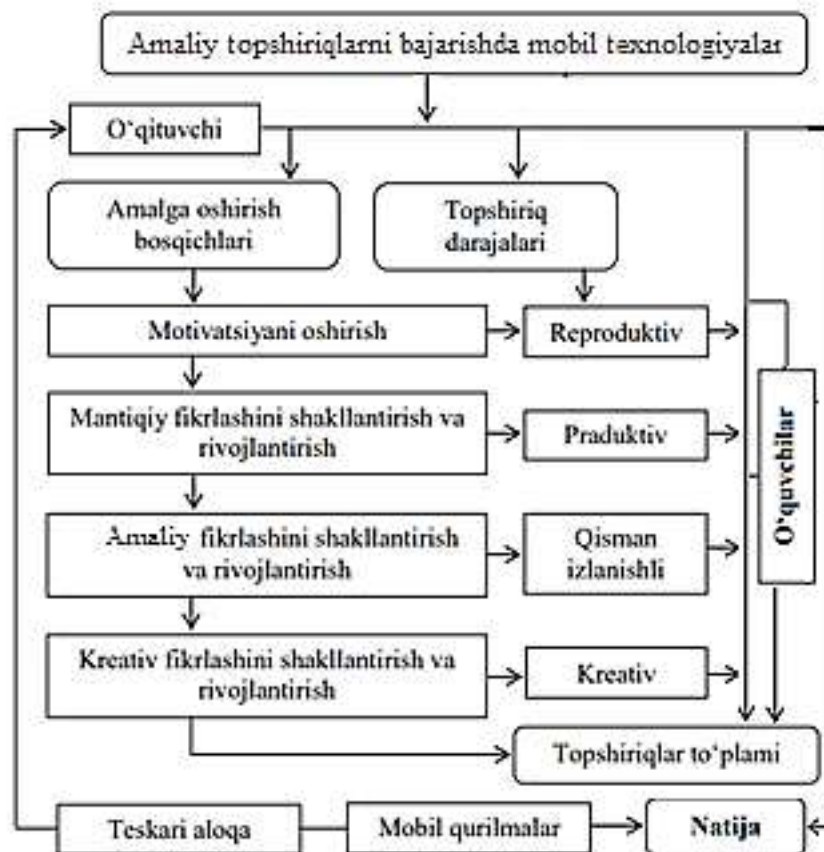 Amaliy topshiriqlarni bajarishda mobil texnologiyalar
O‘qituvchi
Amalga oshirish
bosqichlari
Topshiriq
darajalari
Motivatsiyani oshirish
Reproduktiv
Mantiqiy fikrlashini shakllantirish va
rivojlantirish
Praduktiv
Amaliy fikrlashini shakllantirish
va rivojlantirish
Qisman
izlanishli
Kreativ fikrlashini shakllantirish va
rivojlantirish
Kreativ
O‘quvchilar
Topshiriqlar to‘plami
Teskari aloqa
Mobil qurilmalar
Natija